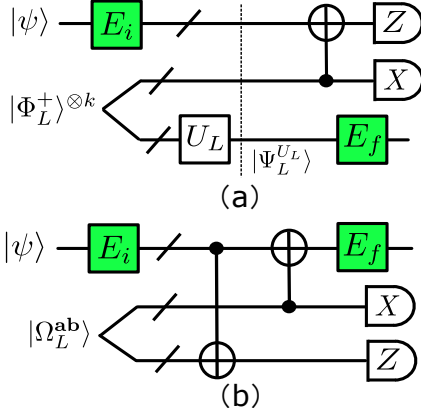 |ψ⟩ E_i Z
|Φ_L^+⟩^{⊗k} X
U_L |Ψ_L^{U_L}⟩ E_f
(a)
|ψ⟩ E_i E_f
|Ω_L^{ab}⟩ X
Z
(b)